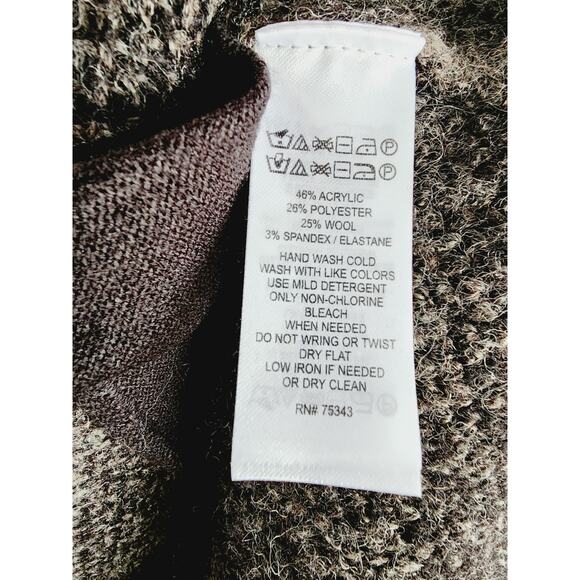 46% ACRYLIC
26% POLYESTER
25% WOOL
3% SPANDEX / ELASTANE
HAND WASH COLD
WASH WITH LIKE COLORS
USE MILD DETERGENT
ONLY NON-CHLORINE
BLEACH
WHEN NEEDED
DO NOT WRING OR TWIST
DRY FLAT
LOW IRON IF NEEDED
OR DRY CLEAN
RN# 75343